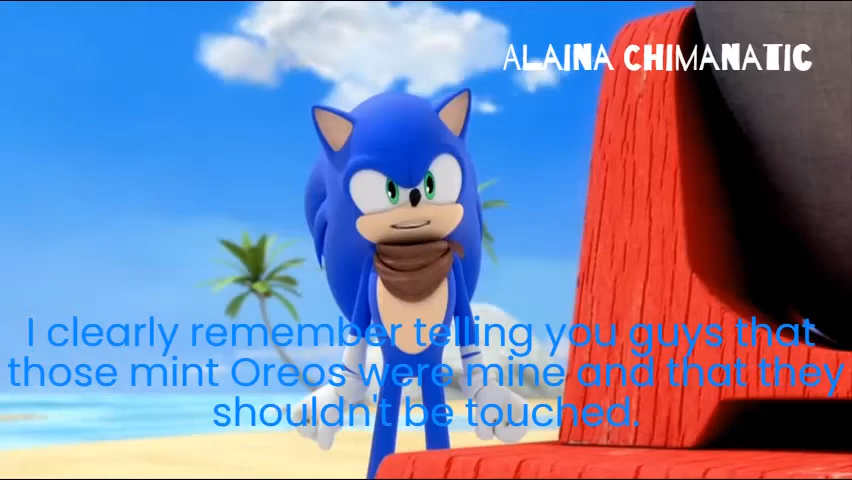 ALAINA CHIMANATIC
I clearly remember telling you guys that
those mint Oreos were mine and that they
shouldn't be touched.